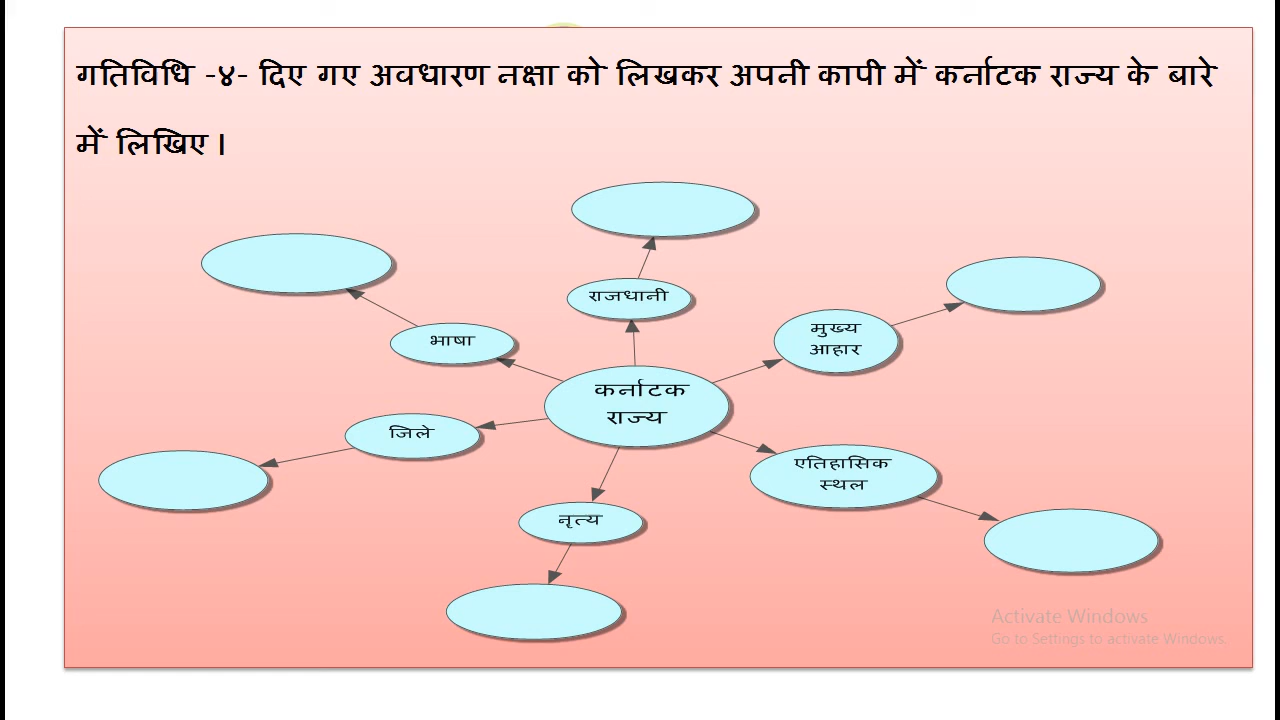 गतिविधि -४- दिए गए अवधारण नक्षा को लिखकर अपनी कापी में कर्नाटक राज्य के बारे
में लिखिए ।
राजधानी
मुख्य
आहार
भाषा
कर्नाटक
राज्य
जिले
एतिहासिक
स्थल
नृत्य
Activate Windows
Go to Settings to activate Windows.